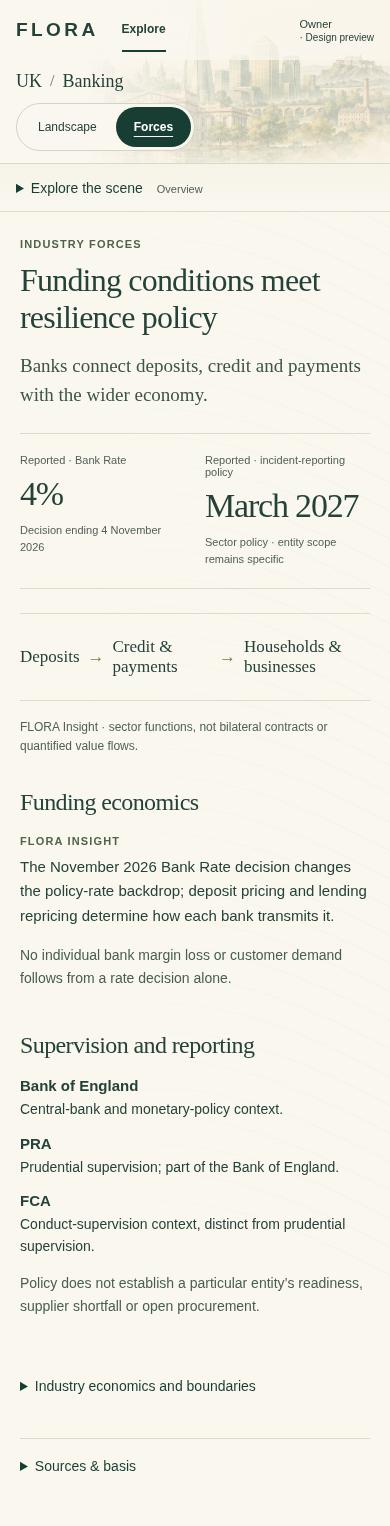 FLORA
Explore
Owner
· Design preview
UK / Banking
Landscape
Forces
Explore the scene
Overview
INDUSTRY FORCES
Funding conditions meet
resilience policy
Banks connect deposits, credit and payments
with the wider economy.
Reported · Bank Rate
4%
Decision ending 4 November
2026
Reported · incident-reporting
policy
March 2027
Sector policy · entity scope
remains specific
Deposits → Credit &
payments → Households &
businesses
FLORA Insight · sector functions, not bilateral contracts or
quantified value flows.
Funding economics
FLORA INSIGHT
The November 2026 Bank Rate decision changes
the policy-rate backdrop; deposit pricing and lending
repricing determine how each bank transmits it.
No individual bank margin loss or customer demand
follows from a rate decision alone.
Supervision and reporting
Bank of England
Central-bank and monetary-policy context.
PRA
Prudential supervision; part of the Bank of England.
FCA
Conduct-supervision context, distinct from prudential
supervision.
Policy does not establish a particular entity’s readiness,
supplier shortfall or open procurement.
Industry economics and boundaries
Sources & basis